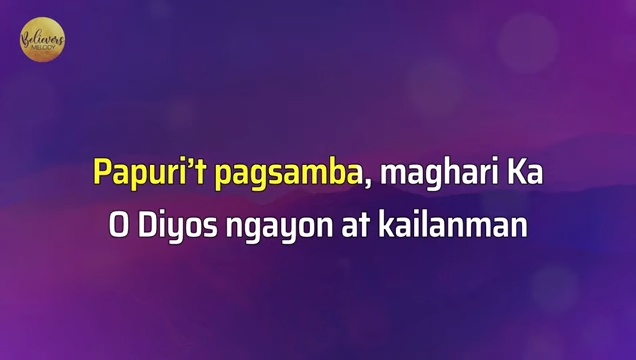 Believers
MELODY
Papuri't pagsamba, maghari Ka
O Diyos ngayon at kailanman